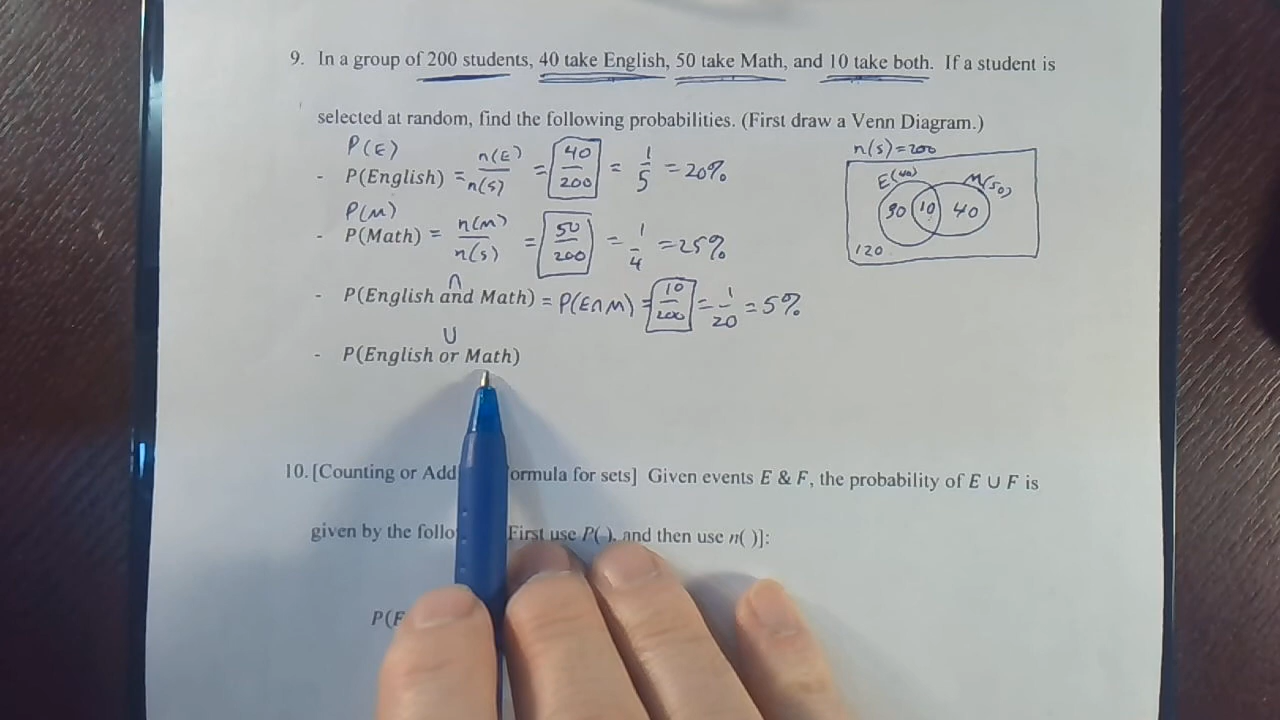 9. In a group of 200 students, 40 take English, 50 take Math, and 10 take both. If a student is
selected at random, find the following probabilities. (First draw a Venn Diagram.)
n(S)=200
P(E)
- P(English) = n(E)/n(S) = 40/200 = 1/5 = 20%
E(40) M(50)
30 10 40
120
P(M)
- P(Math) = n(M)/n(S) = 50/200 = 1/4 = 25%
∩
- P(English and Math) = P(E∩M) = 10/200 = 1/20 = 5%
U
- P(English or Math)
10. [Counting or Add ormula for sets] Given events E & F, the probability of E ∪ F is
given by the follo First use P( ), and then use n( )]:
P(E